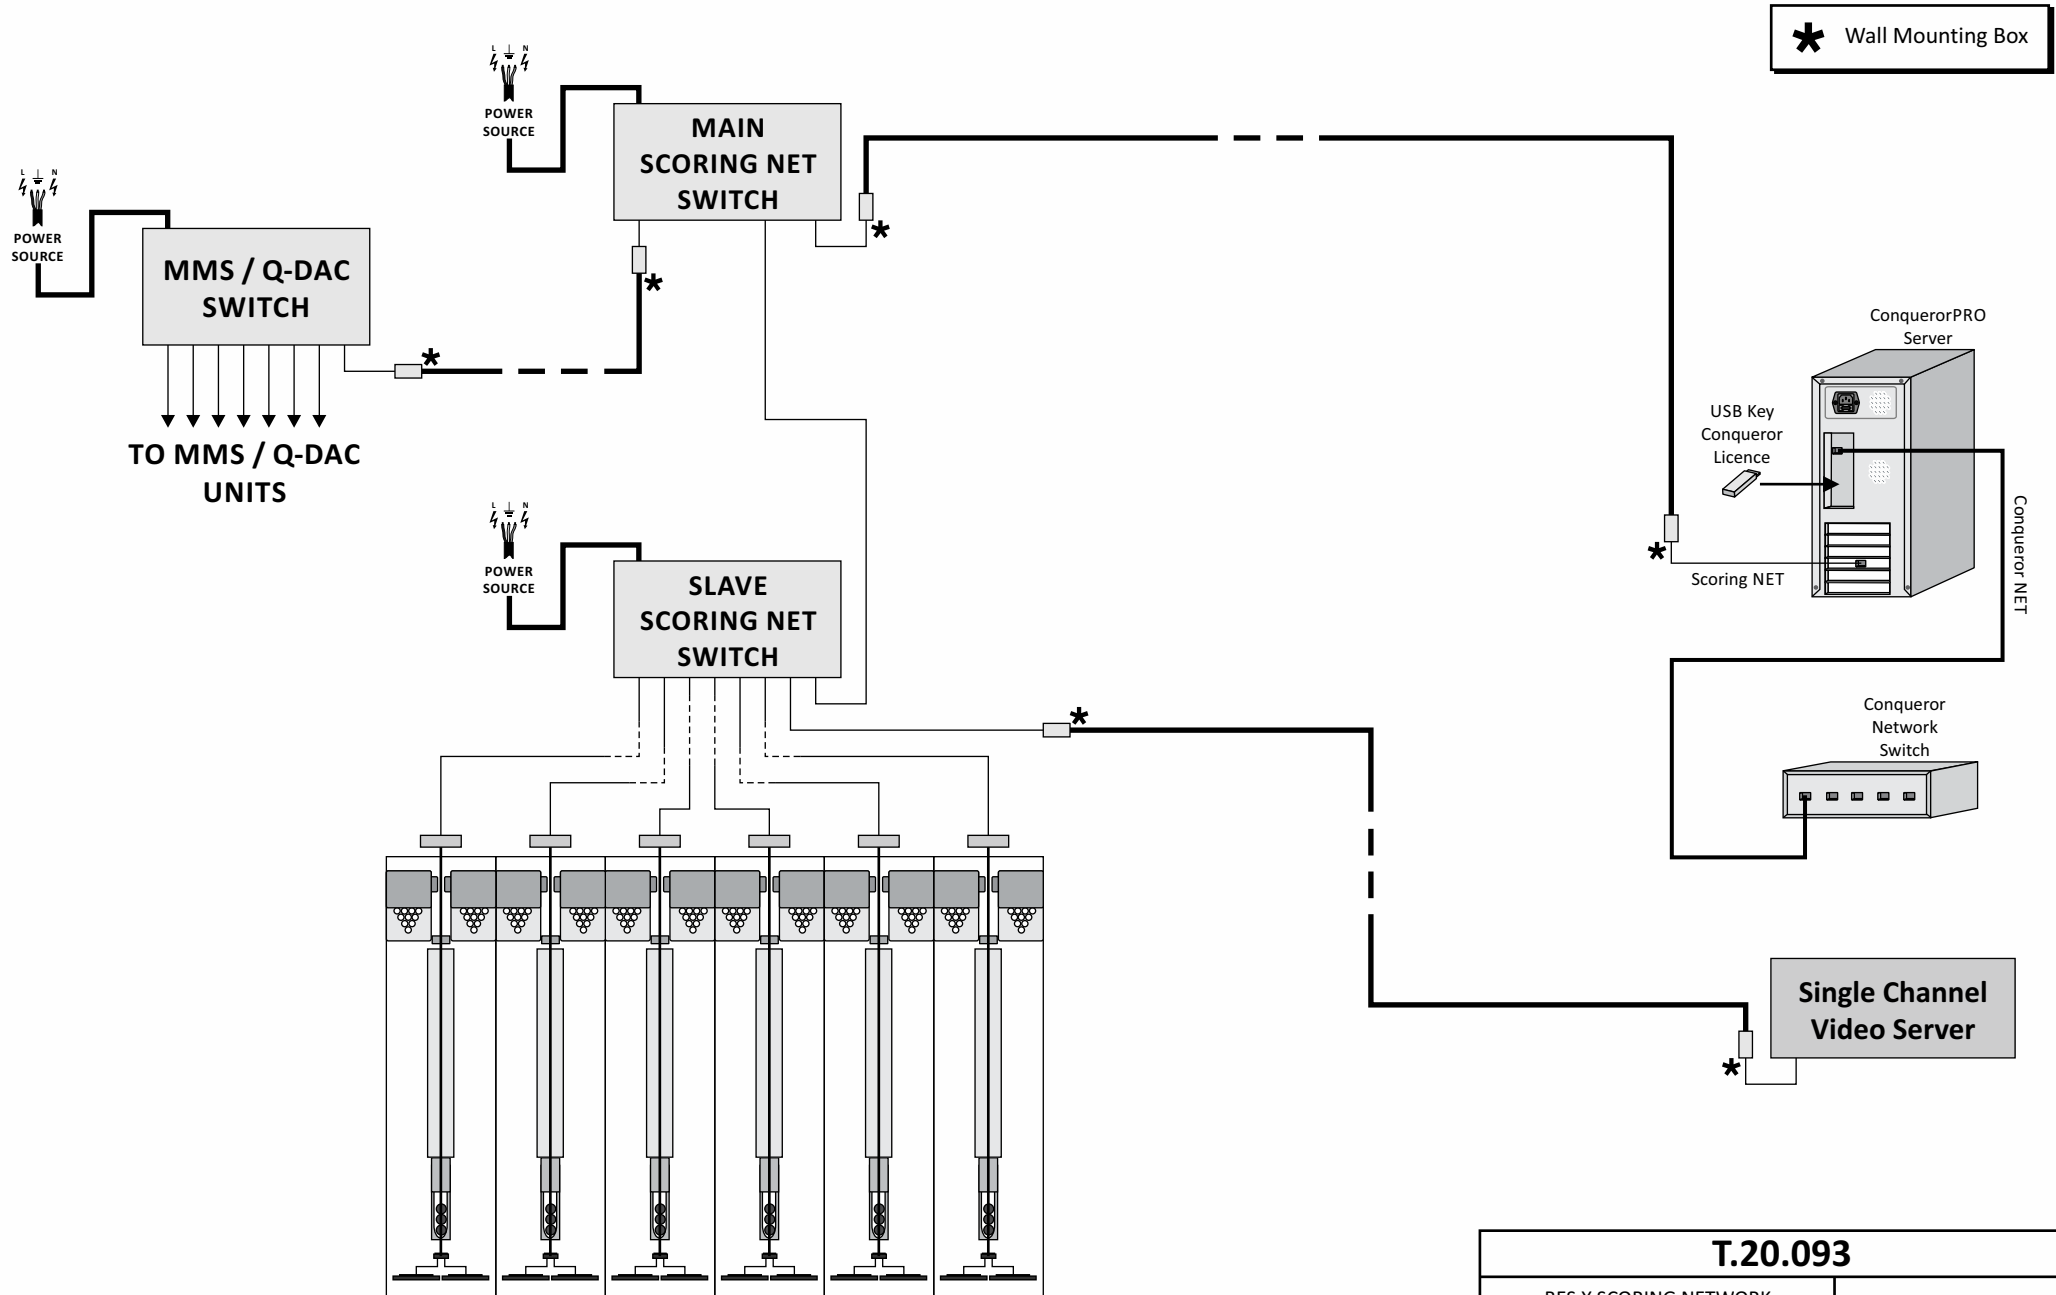 * Wall Mounting Box
L N
POWER
SOURCE
MAIN
SCORING NET
SWITCH
*
L N
POWER
SOURCE
MMS / Q-DAC
SWITCH
*
*
TO MMS / Q-DAC
UNITS
ConquerorPRO
Server
USB Key
Conqueror
Licence
Conqueror NET
*
Scoring NET
L N
POWER
SOURCE
SLAVE
SCORING NET
SWITCH
*
Conqueror
Network
Switch
Single Channel
Video Server
*
T.20.093